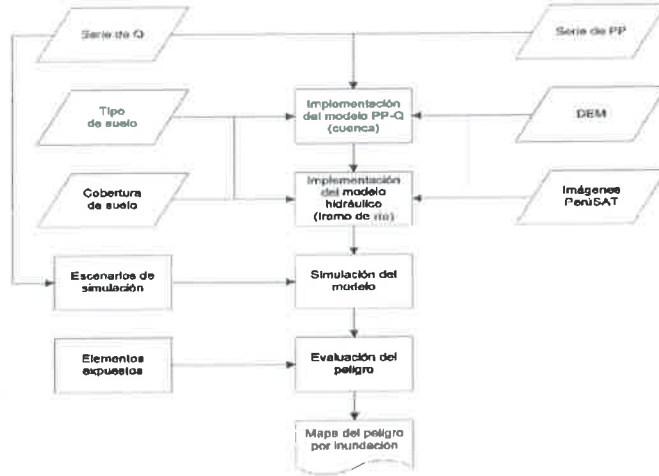 Serie de Q
Serie de PP
Tipo
de suelo
Implementación
del modelo PP-Q
(cuenca)
DEM
Cobertura
de suelo
Implementación
del modelo
hidráulico
(tramo de río)
Imágenes
PerúSAT
Escenarios de
simulación
Simulación del
modelo
Elementos
expuestos
Evaluación del
peligro
Mapa del peligro
por inundación